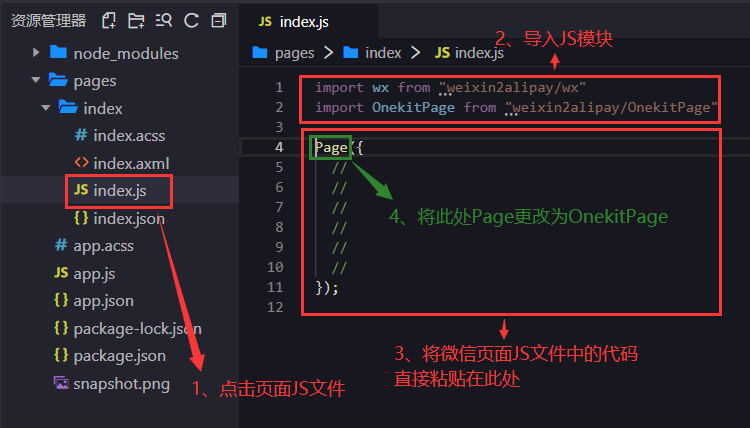 资源管理器
node_modules
pages
index
# index.acss
<> index.axml
JS index.js
{} index.json
# app.acss
JS app.js
{} app.json
{} package-lock.json
{} package.json
snapshot.png
1、点击页面JS文件
JS index.js
pages > index > JS index.js
2、导入JS模块
1 import wx from "weixin2alipay/wx"
2 import OnekitPage from "weixin2alipay/OnekitPage"
3
4 Page({
5 //
6 //
7 //
8 //
9 //
10 //
11 });
12
4、将此处Page更改为OnekitPage
3、将微信页面JS文件中的代码
直接粘贴在此处